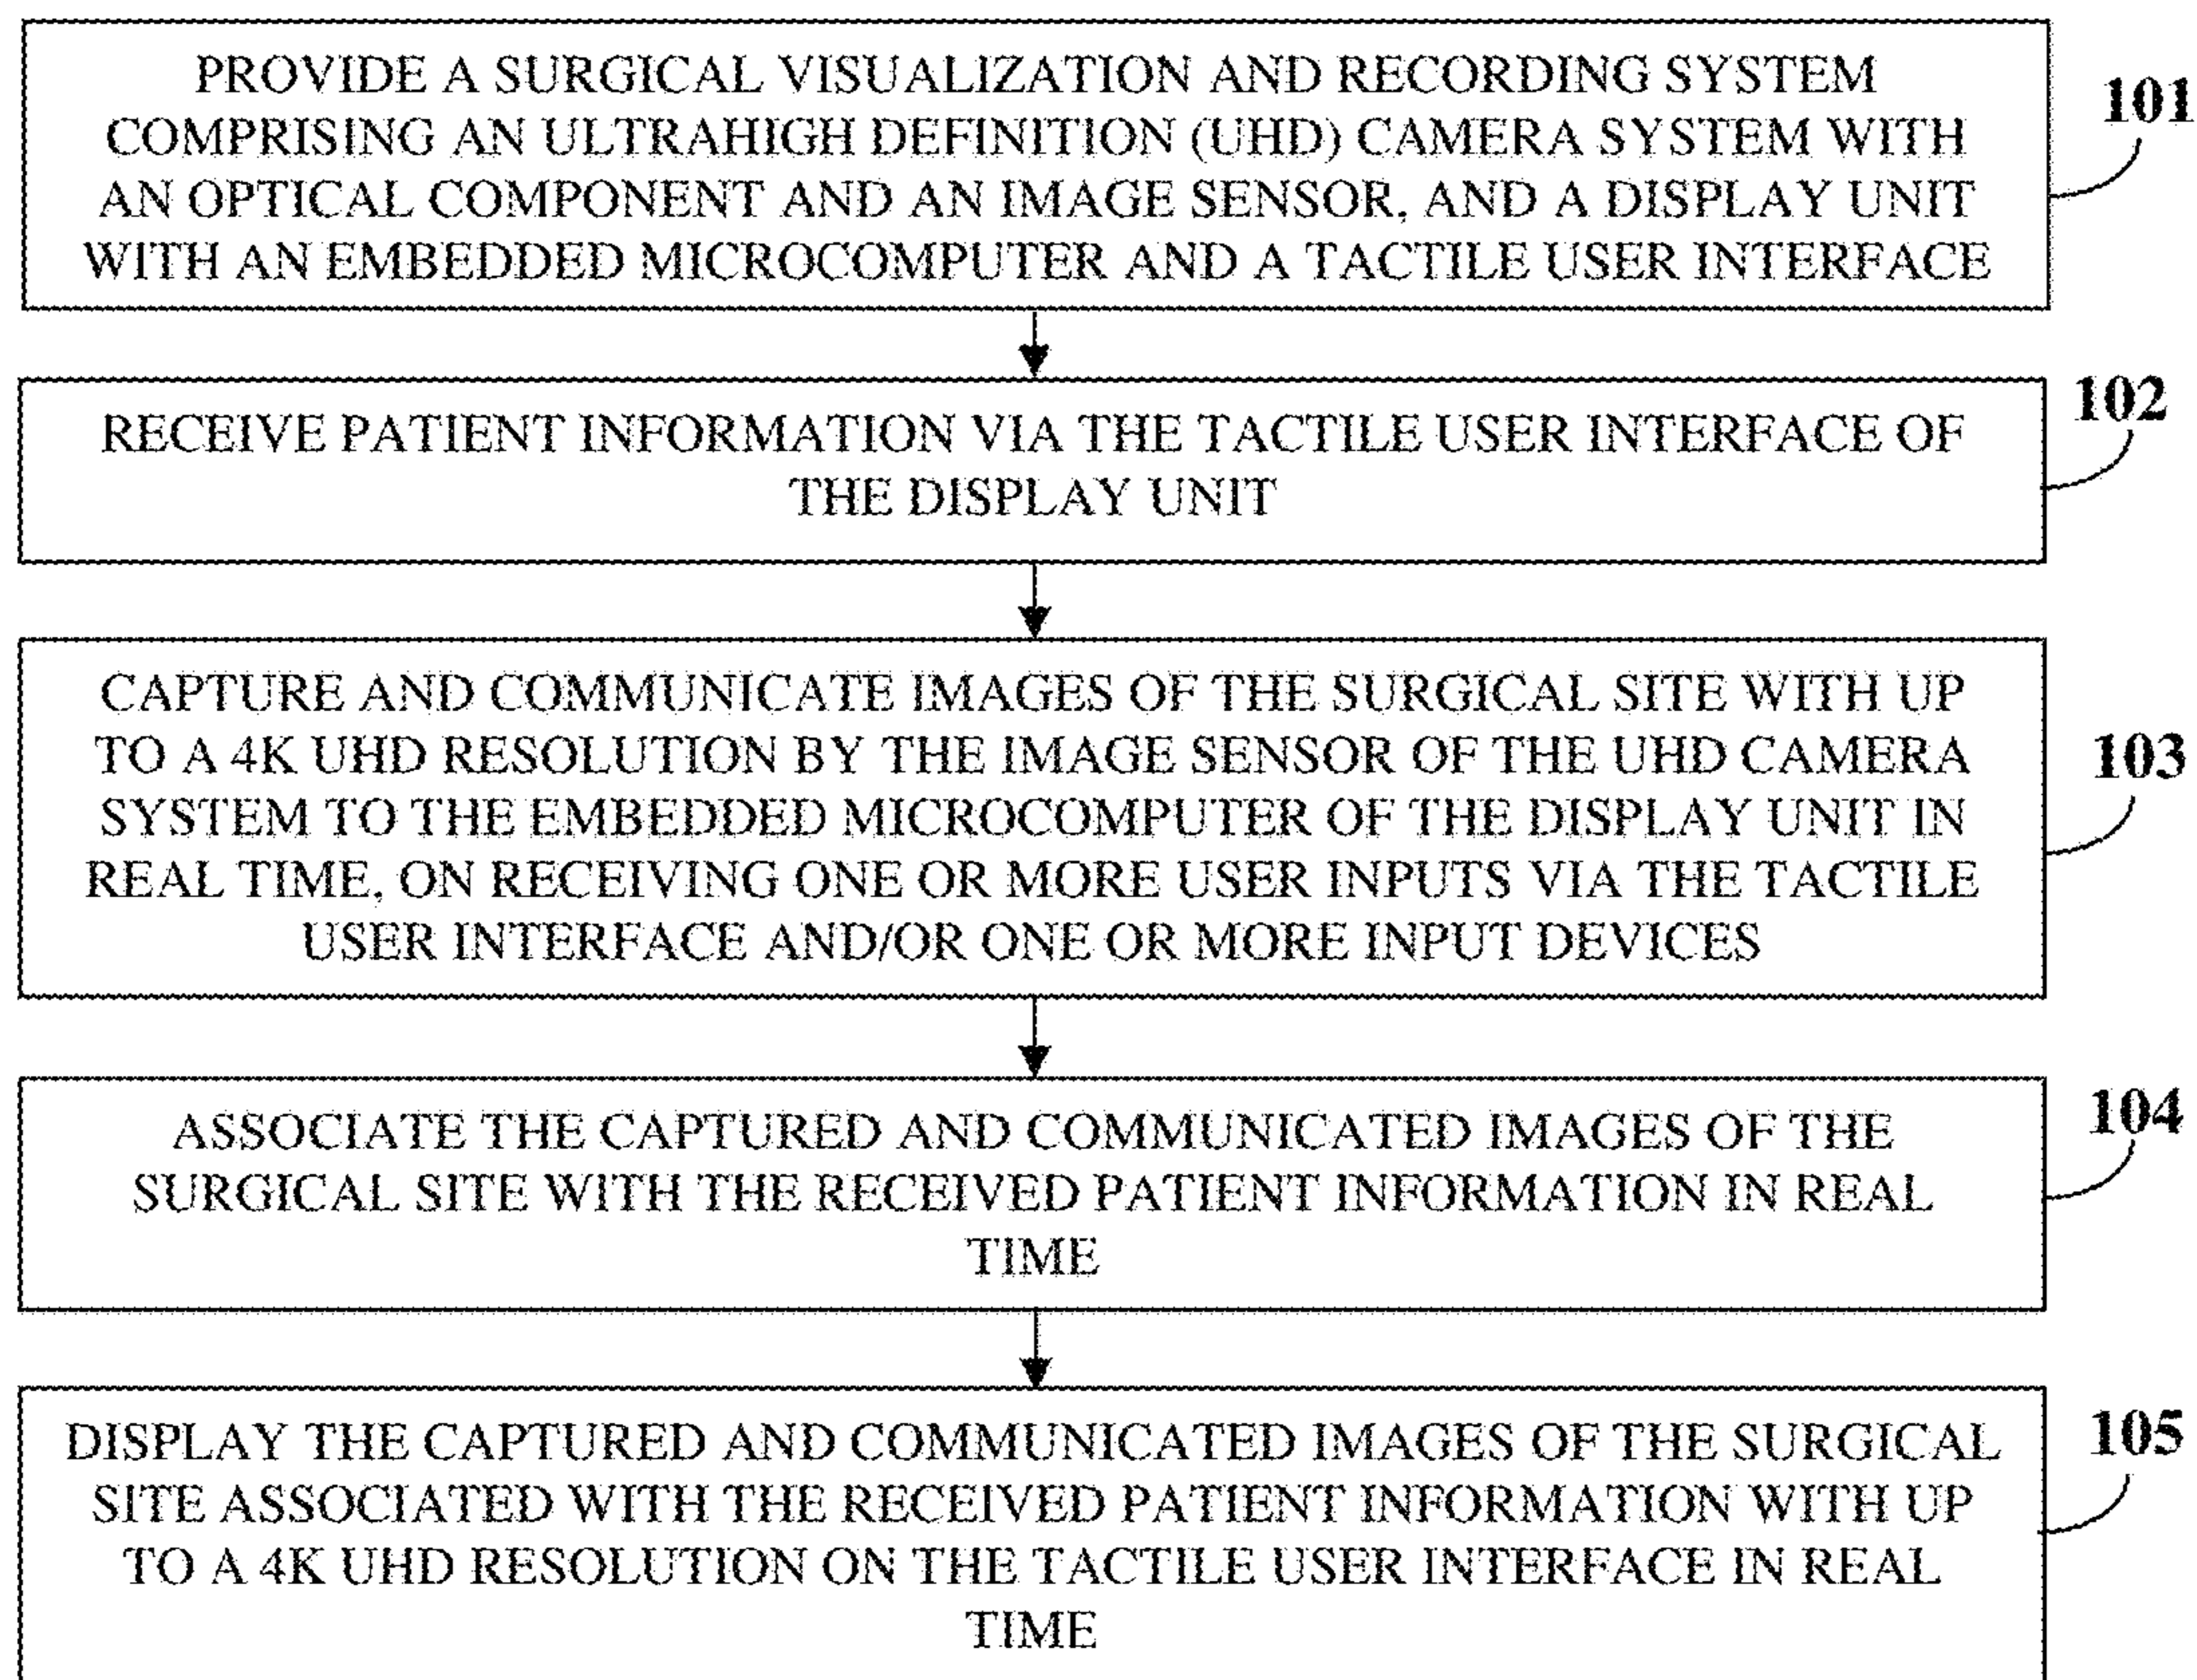 PROVIDE A SURGICAL VISUALIZATION AND RECORDING SYSTEM
COMPRISING AN ULTRAHIGH DEFINITION (UHD) CAMERA SYSTEM WITH
AN OPTICAL COMPONENT AND AN IMAGE SENSOR, AND A DISPLAY UNIT
WITH AN EMBEDDED MICROCOMPUTER AND A TACTILE USER INTERFACE
101
RECEIVE PATIENT INFORMATION VIA THE TACTILE USER INTERFACE OF
THE DISPLAY UNIT
102
CAPTURE AND COMMUNICATE IMAGES OF THE SURGICAL SITE WITH UP
TO A 4K UHD RESOLUTION BY THE IMAGE SENSOR OF THE UHD CAMERA
SYSTEM TO THE EMBEDDED MICROCOMPUTER OF THE DISPLAY UNIT IN
REAL TIME, ON RECEIVING ONE OR MORE USER INPUTS VIA THE TACTILE
USER INTERFACE AND/OR ONE OR MORE INPUT DEVICES
103
ASSOCIATE THE CAPTURED AND COMMUNICATED IMAGES OF THE
SURGICAL SITE WITH THE RECEIVED PATIENT INFORMATION IN REAL
TIME
104
DISPLAY THE CAPTURED AND COMMUNICATED IMAGES OF THE SURGICAL
SITE ASSOCIATED WITH THE RECEIVED PATIENT INFORMATION WITH UP
TO A 4K UHD RESOLUTION ON THE TACTILE USER INTERFACE IN REAL
TIME
105